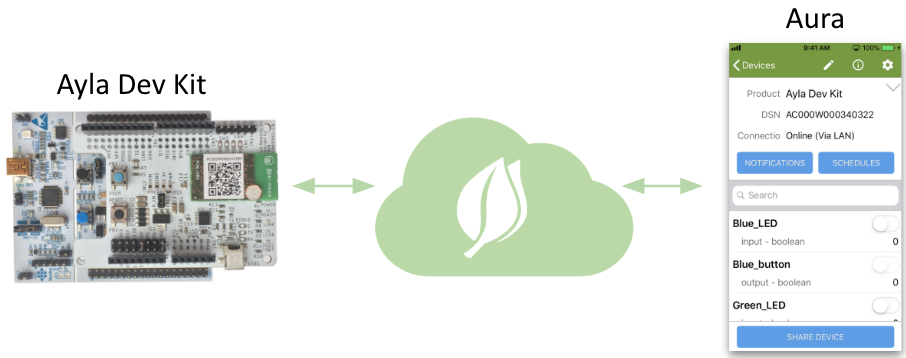 Aura
Ayla Dev Kit
9:41 AM
100%
Devices
Product Ayla Dev Kit
DSN AC000W000340322
Connectio Online (Via LAN)
NOTIFICATIONS SCHEDULES
Search
Blue_LED
input - boolean 0
Blue_button
output - boolean 0
Green_LED
SHARE DEVICE